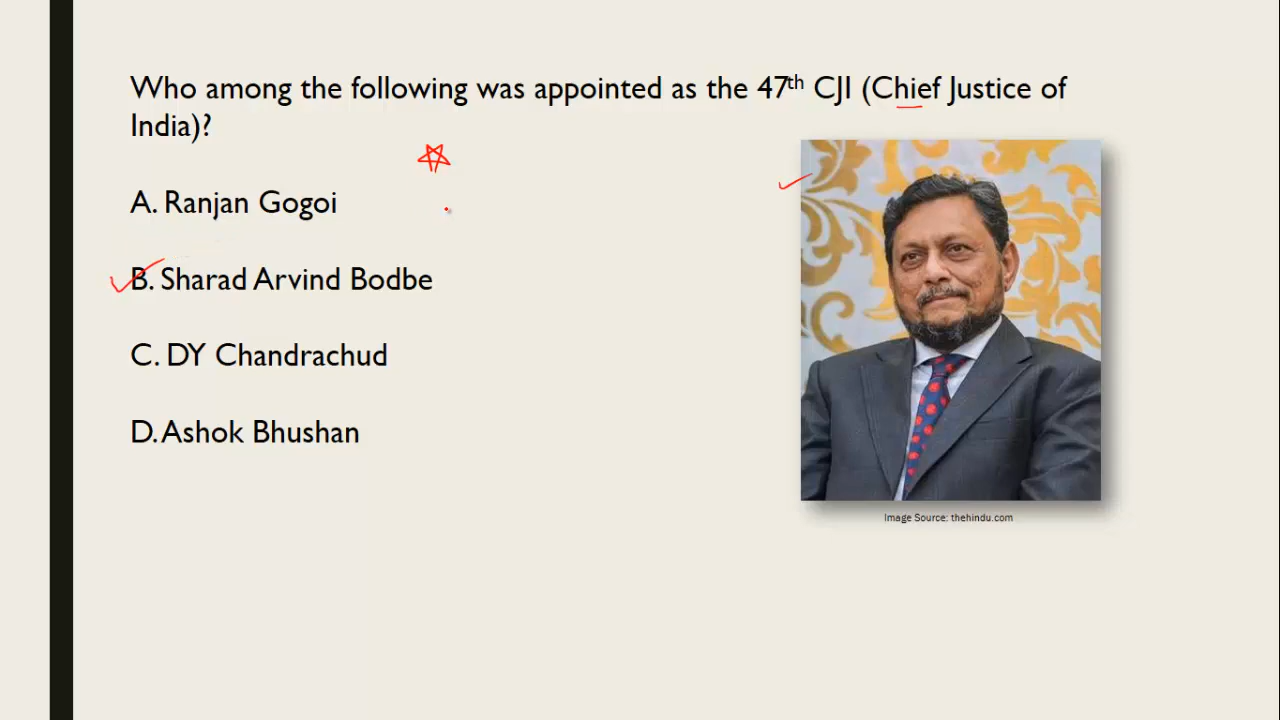 Who among the following was appointed as the 47th CJI (Chief Justice of
India)?
A. Ranjan Gogoi
B. Sharad Arvind Bodbe
C. DY Chandrachud
D. Ashok Bhushan
Image Source: thehindu.com